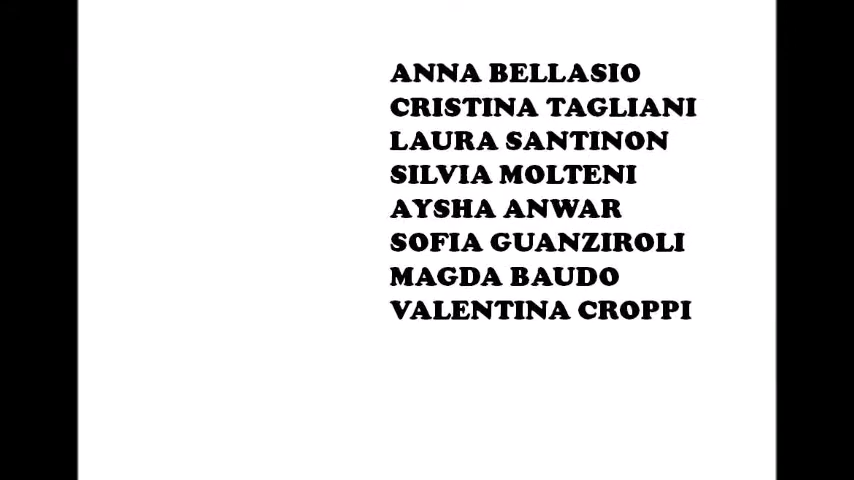 ANNA BELLASIO
CRISTINA TAGLIANI
LAURA SANTINON
SILVIA MOLTENI
AYSHA ANWAR
SOFIA GUANZIROLI
MAGDA BAUDO
VALENTINA CROPPI